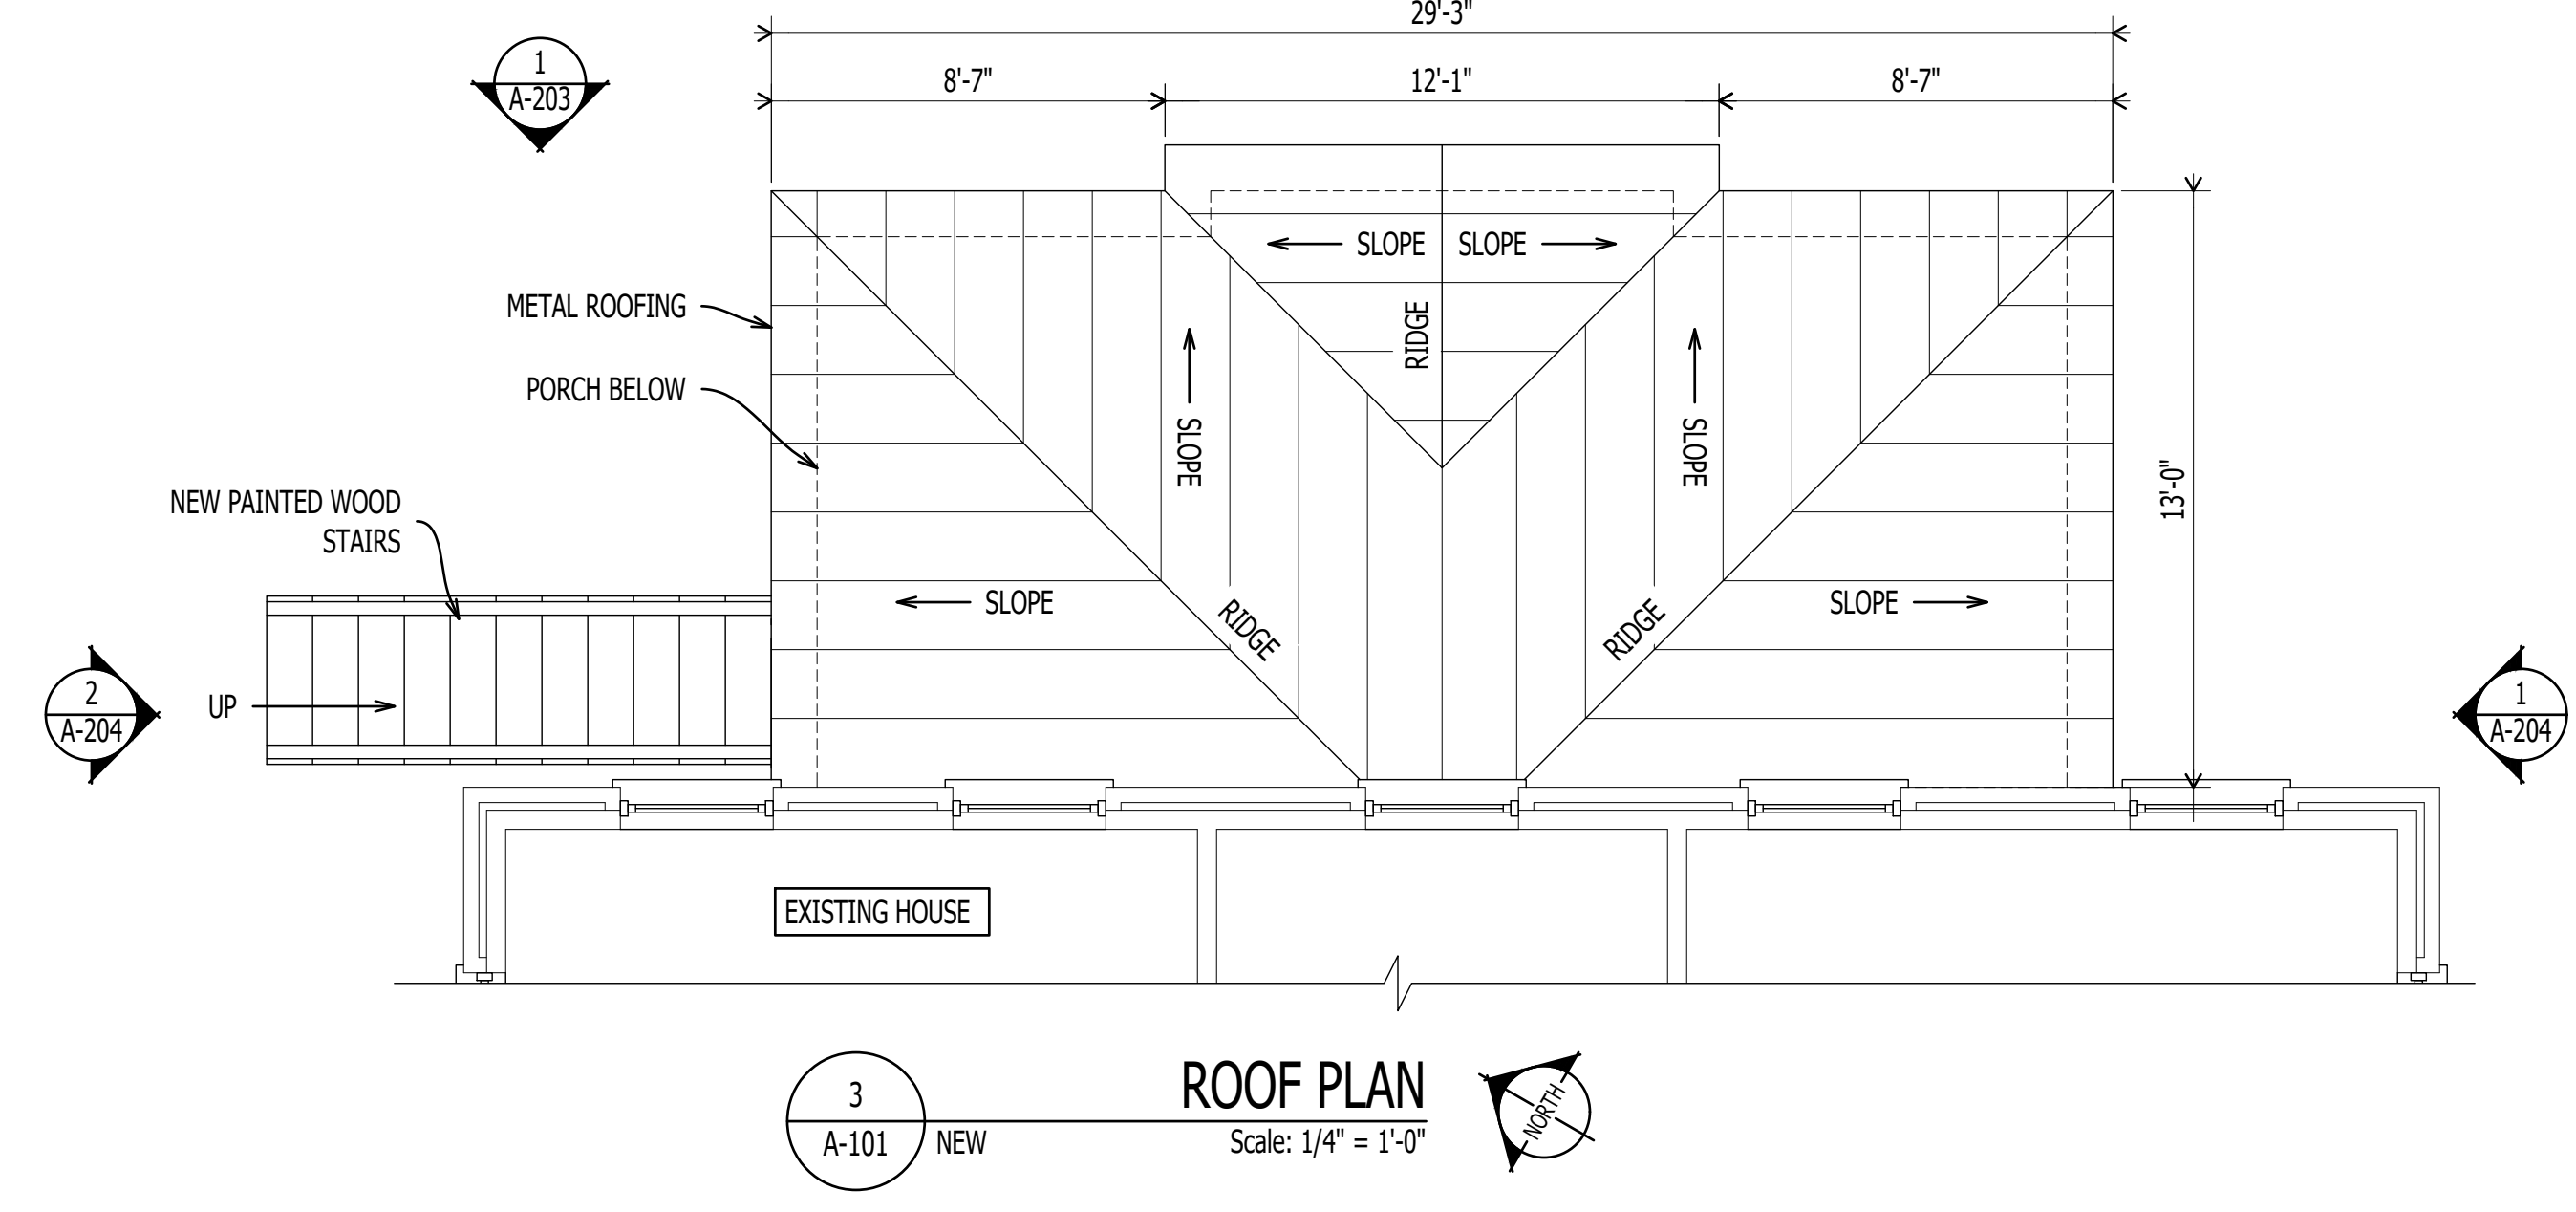 29'-3"
1
A-203
8'-7"
12'-1"
8'-7"
SLOPE
SLOPE
METAL ROOFING
RIDGE
PORCH BELOW
SLOPE
SLOPE
13'-0"
NEW PAINTED WOOD
STAIRS
SLOPE
RIDGE
RIDGE
SLOPE
2
A-204
UP
1
A-204
EXISTING HOUSE
3
A-101
NEW
ROOF PLAN
Scale: 1/4" = 1'-0"
NORTH